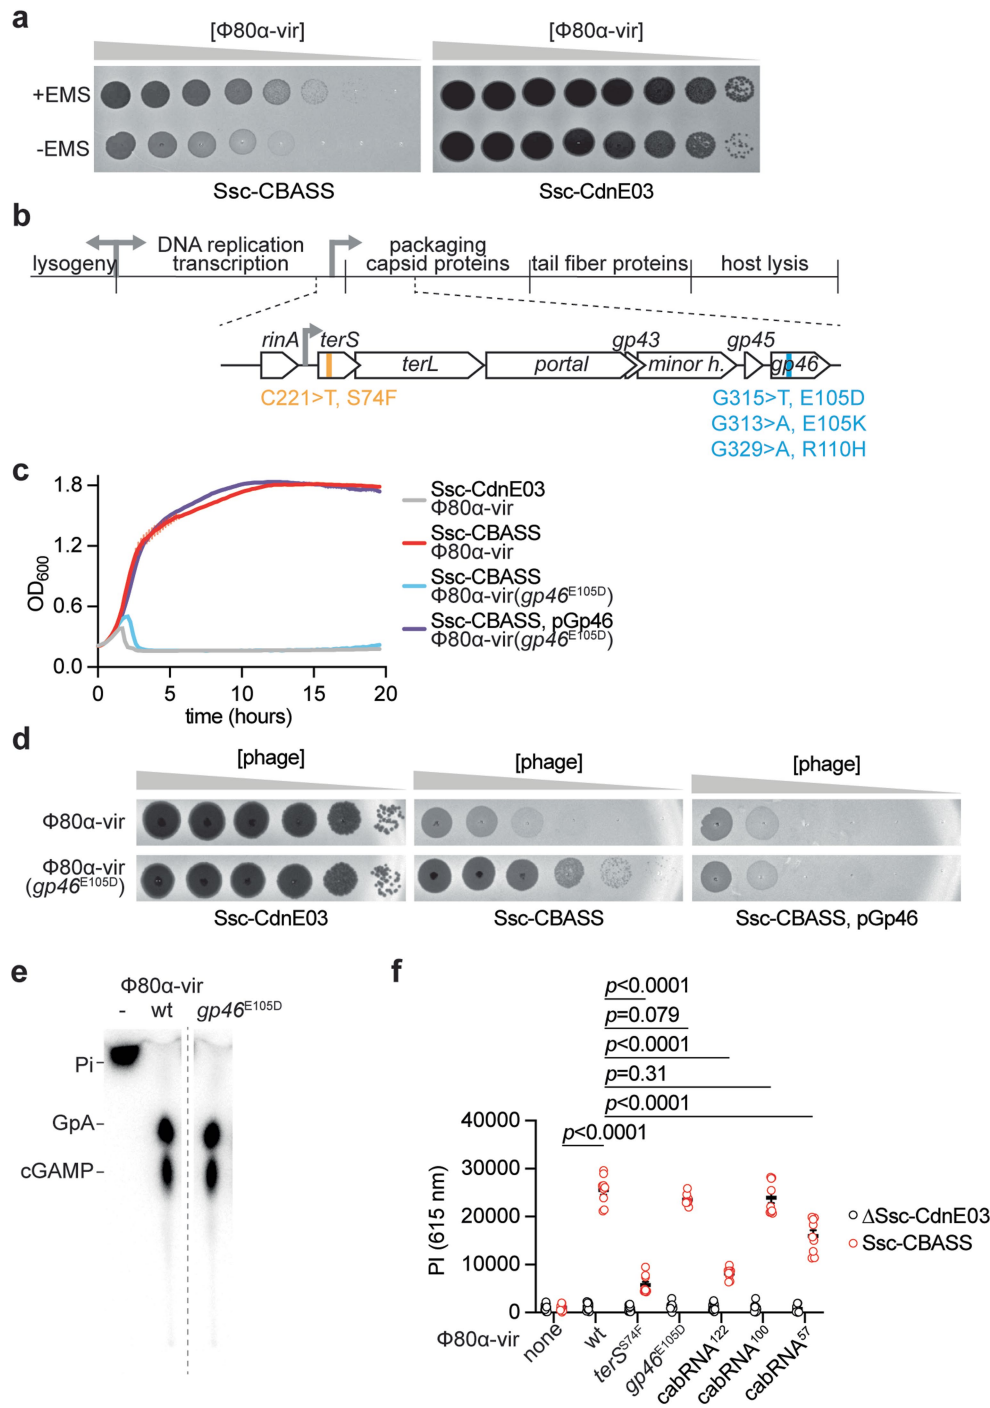 a
[Φ80α-vir]
[Φ80α-vir]
+EMS
-EMS
Ssc-CBASS
Ssc-CdnE03
b
lysogeny
DNA replication
transcription
packaging
capsid proteins
tail fiber proteins
host lysis
rinA
terS
terL
portal
gp43
minor h.
gp45
gp46
C221>T, S74F
G315>T, E105D
G313>A, E105K
G329>A, R110H
c
1.8
1.2
0.6
0.0
OD600
0
5
10
15
20
time (hours)
Ssc-CdnE03
Φ80α-vir
Ssc-CBASS
Φ80α-vir
Ssc-CBASS
Φ80α-vir(gp46E105D)
Ssc-CBASS, pGp46
Φ80α-vir(gp46E105D)
d
[phage]
[phage]
[phage]
Φ80α-vir
Φ80α-vir
(gp46E105D)
Ssc-CdnE03
Ssc-CBASS
Ssc-CBASS, pGp46
e
Φ80α-vir
- wt gp46E105D
Pi
GpA
cGAMP
f
p<0.0001
p=0.079
p<0.0001
p=0.31
p<0.0001
p<0.0001
40000
30000
20000
10000
0
PI (615 nm)
ΔSsc-CdnE03
Ssc-CBASS
Φ80α-vir
none
wt
terSS74F
gp46E105D
cabRNA122
cabRNA100
cabRNA57